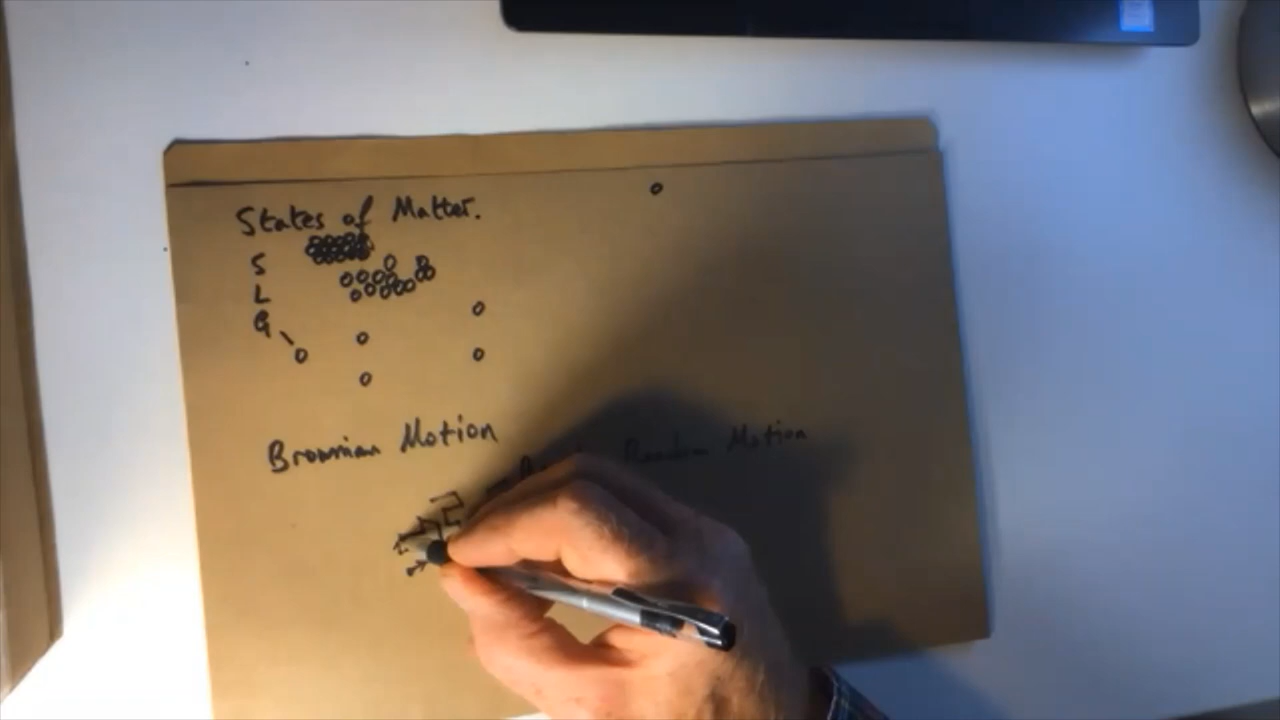 States of Matter.
S
L
G
Brownian Motion
Random Motion